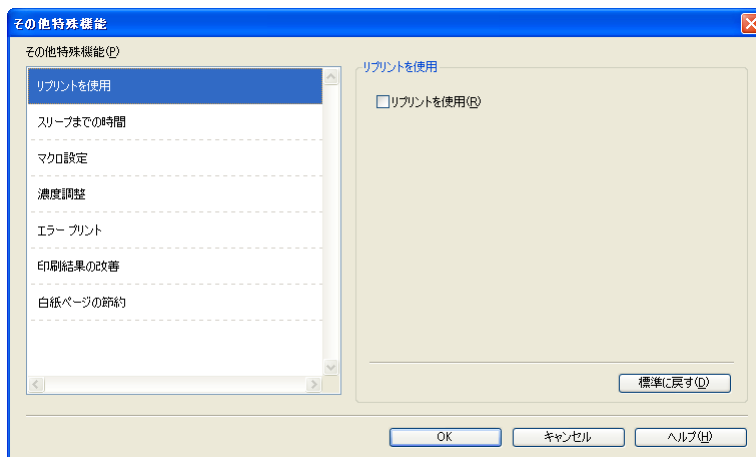 その他特殊機能
その他特殊機能(P)
リプリントを使用
スリープまでの時間
マクロ設定
濃度調整
エラー プリント
印刷結果の改善
白紙ページの節約
リプリントを使用
リプリントを使用(R)
標準に戻す(D)
OK
キャンセル
ヘルプ(H)